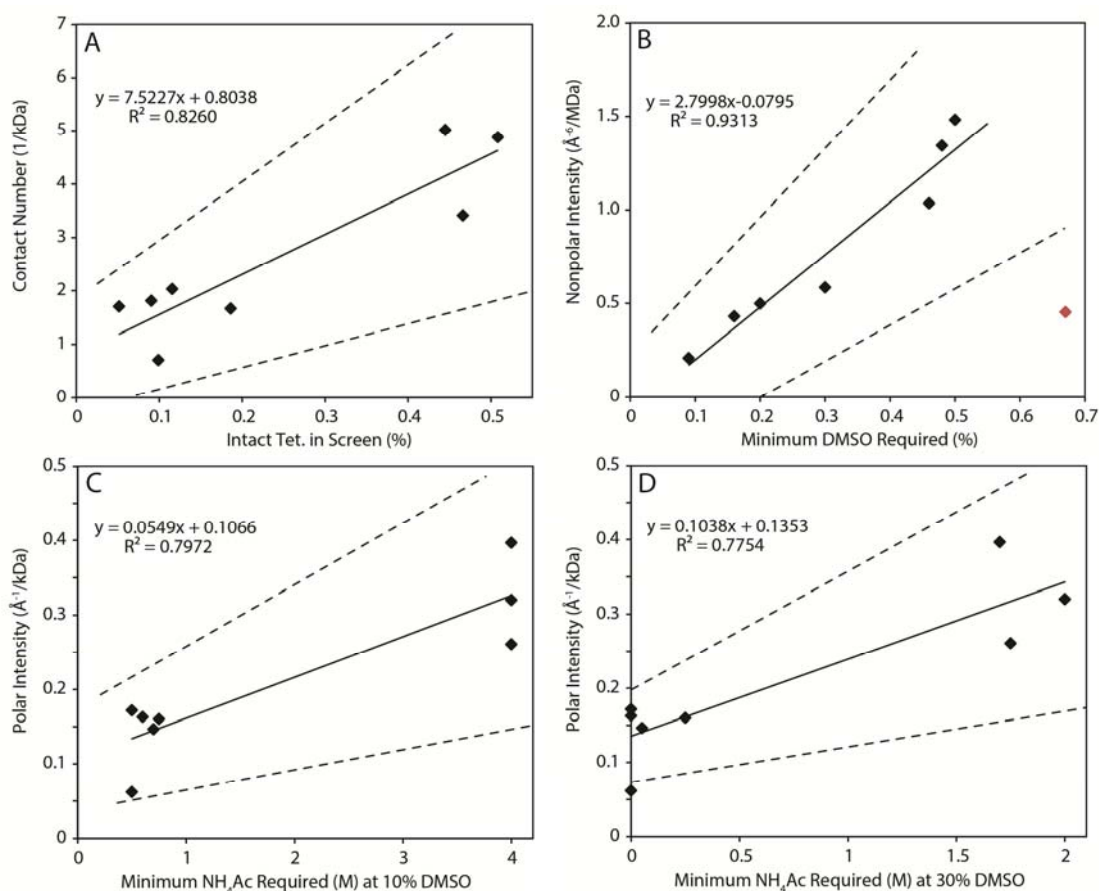 A
y = 7.5227x + 0.8038
R² = 0.8260
Contact Number (1/kDa)
7
6
5
4
3
2
1
0
0 0.1 0.2 0.3 0.4 0.5
Intact Tet. in Screen (%)
B
y = 2.7998x-0.0795
R² = 0.9313
Nonpolar Intensity (Å⁻⁶/MDa)
2.0
1.5
1.0
0.5
0
0 0.1 0.2 0.3 0.4 0.5 0.6 0.7
Minimum DMSO Required (%)
C
y = 0.0549x + 0.1066
R² = 0.7972
Polar Intensity (Å⁻¹/kDa)
0.5
0.4
0.3
0.2
0.1
0
0 1 2 3 4
Minimum NH₄Ac Required (M) at 10% DMSO
D
y = 0.1038x + 0.1353
R² = 0.7754
Polar Intensity (Å⁻¹/kDa)
0.5
0.4
0.3
0.2
0.1
0
0 0.5 1 1.5 2
Minimum NH₄Ac Required (M) at 30% DMSO